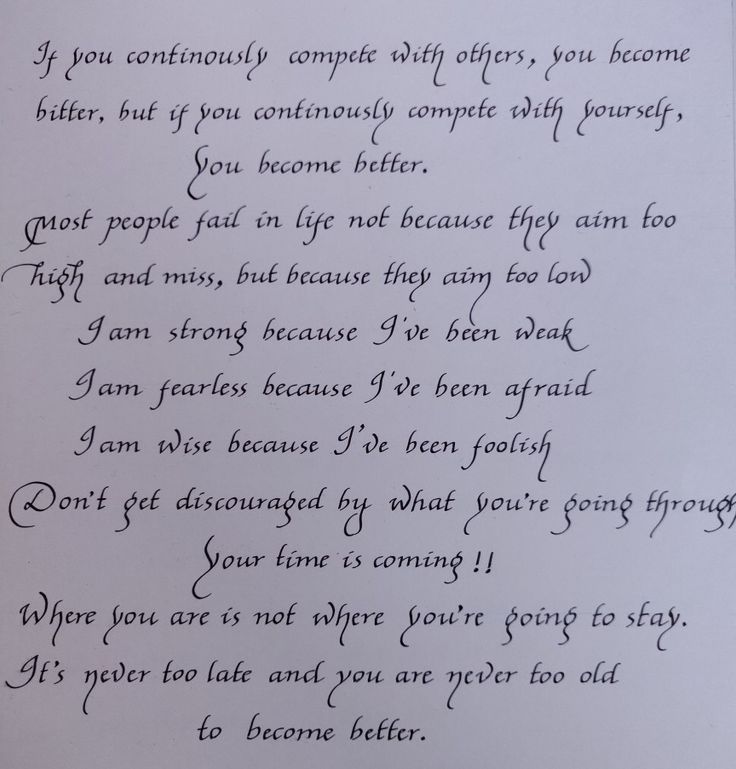 If you continously compete with others, you become
bitter, but if you continously compete with yourself,
You become better.
Most people fail in life not because they aim too
high and miss, but because they aim too low
I am strong because I've been weak
I am fearless because I've been afraid
I am wise because I've been foolish
Don't get discouraged by what you're going through
Your time is coming!!
Where you are is not where you're going to stay.
It's never too late and you are never too old
to become better.